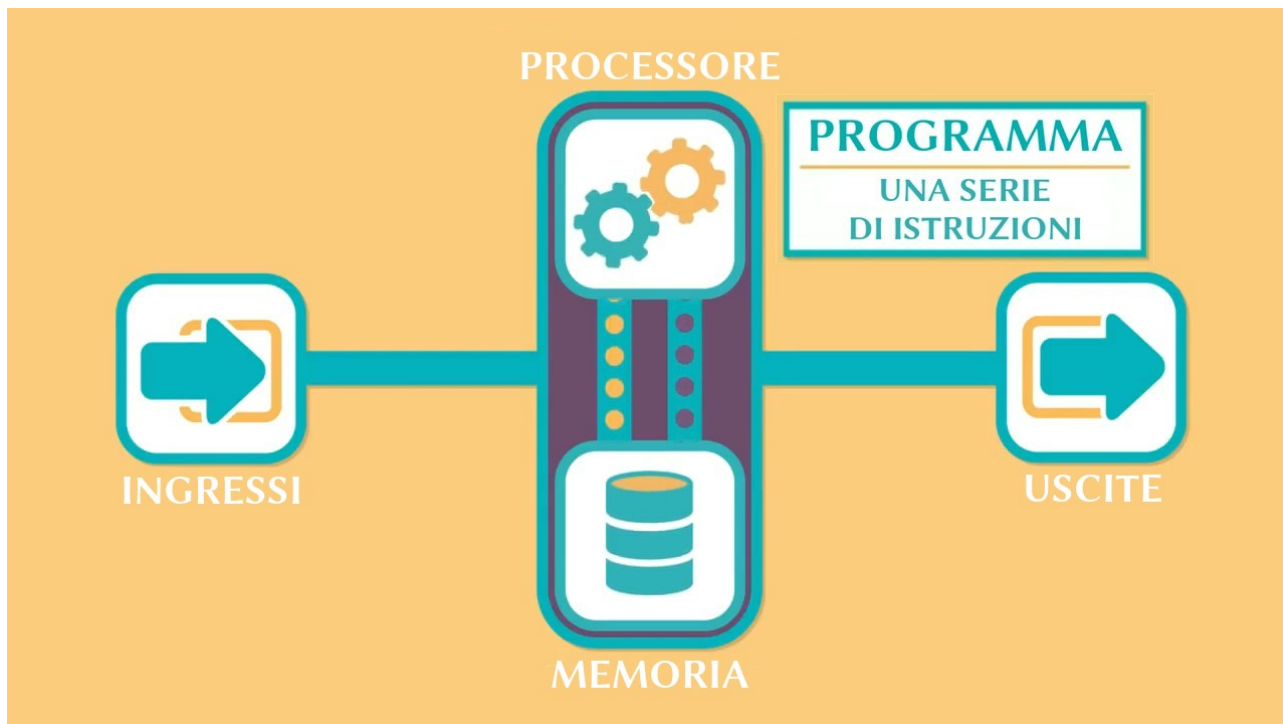 PROCESSORE
PROGRAMMA
UNA SERIE
DI ISTRUZIONI
INGRESSI
USCITE
MEMORIA